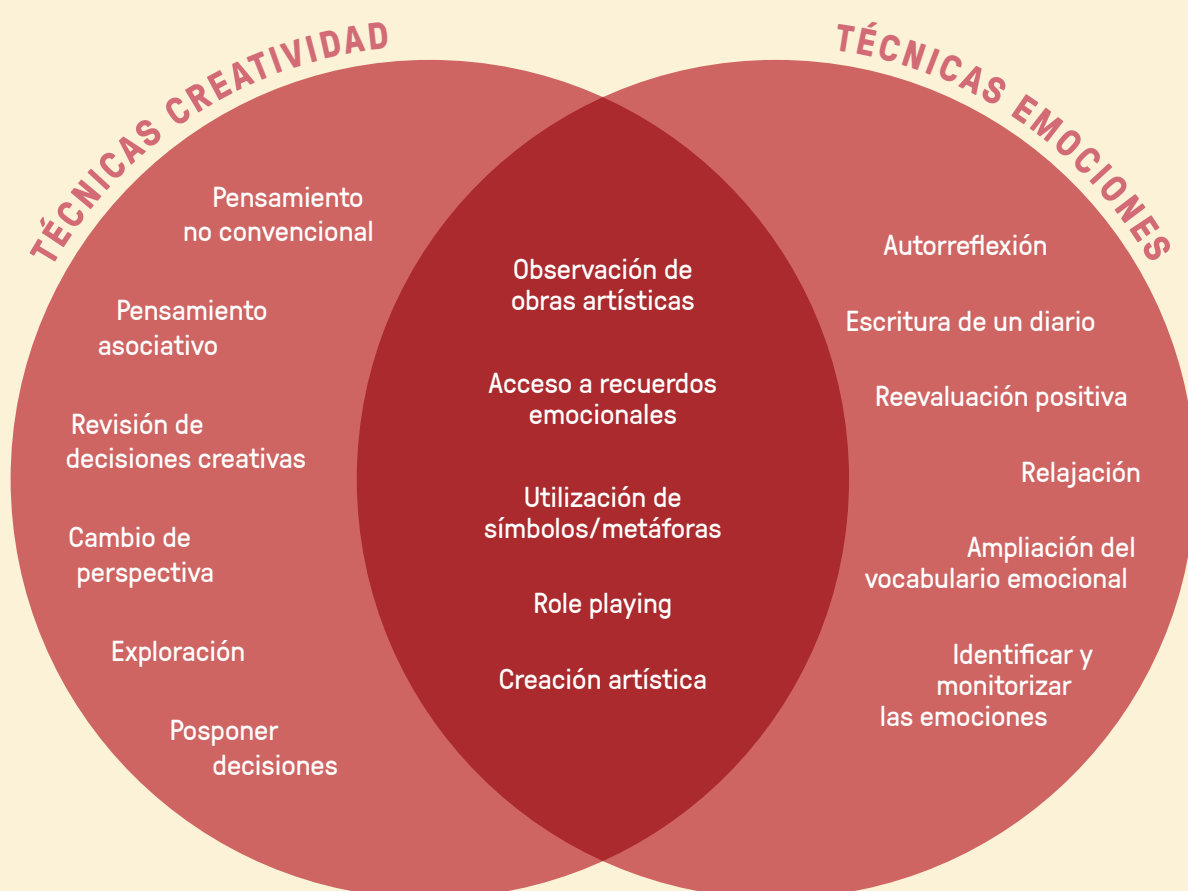 TÉCNICAS CREATIVIDAD
Pensamiento
no convencional
Pensamiento
asociativo
Revisión de
decisiones creativas
Cambio de
perspectiva
Exploración
Posponer
decisiones
Observación de
obras artísticas
Acceso a recuerdos
emocionales
Utilización de
símbolos/metáforas
Role playing
Creación artística
TÉCNICAS EMOCIONES
Autorreflexión
Escritura de un diario
Reevaluación positiva
Relajación
Ampliación del
vocabulario emocional
Identificar y
monitorizar
las emociones